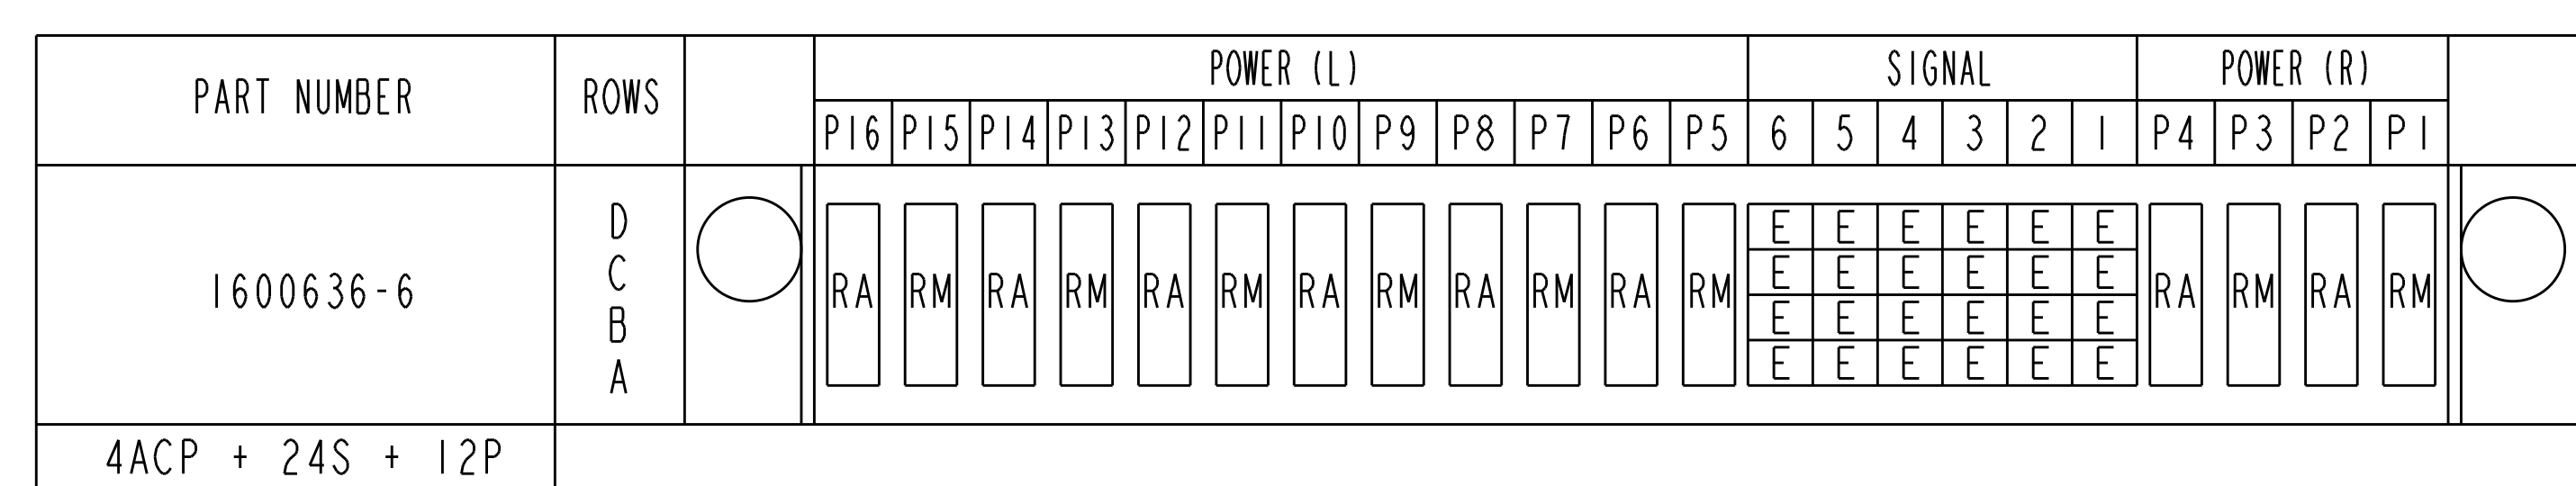 PART NUMBER ROWS POWER (L) SIGNAL POWER (R)
P16 P15 P14 P13 P12 P11 P10 P9 P8 P7 P6 P5 6 5 4 3 2 1 P4 P3 P2 P1
D E E E E E E
C E E E E E E
1600636-6 RA RM RA RM RA RM RA RM RA RM RA RM RA RM RA RM
B E E E E E E
A E E E E E E
4ACP + 24S + 12P